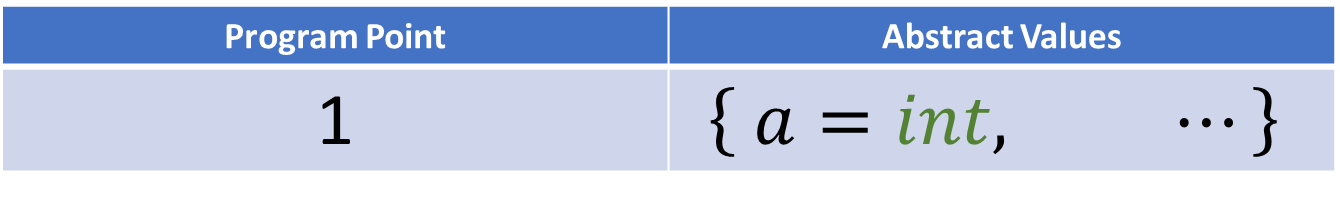 Program Point Abstract Values
1 { a = int, ⋯ }